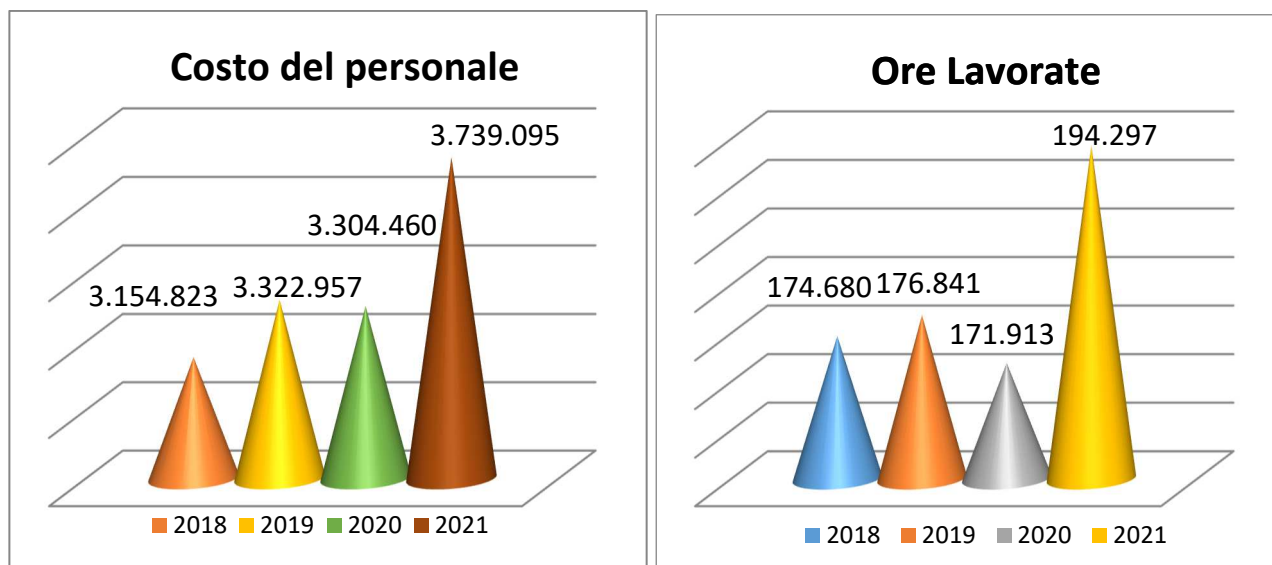 Costo del personale
3.739.095
3.304.460
3.154.823
3.322.957
2018 2019 2020 2021
Ore Lavorate
194.297
174.680
176.841
171.913
2018 2019 2020 2021